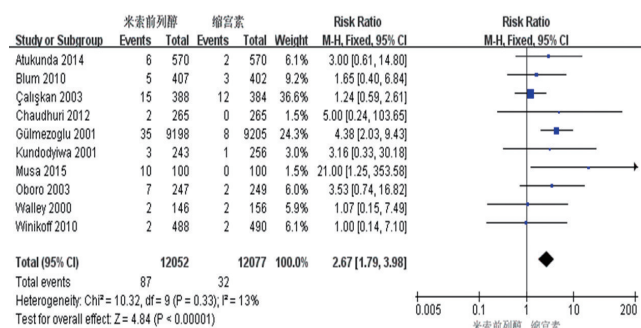 米索前列醇 缩宫素 Risk Ratio Risk Ratio
Study or Subgroup Events Total Events Total Weight M-H, Fixed, 95% CI M-H, Fixed, 95% CI
Atukunda 2014 6 570 2 570 6.1% 3.00 [0.61, 14.80]
Blum 2010 5 407 3 402 9.2% 1.65 [0.40, 6.84]
Çalışkan 2003 15 388 12 384 36.6% 1.24 [0.59, 2.61]
Chaudhuri 2012 2 265 0 265 1.5% 5.00 [0.24, 103.65]
Gülmezoglu 2001 35 9198 8 9205 24.3% 4.38 [2.03, 9.43]
Kundodyiwa 2001 3 243 1 256 3.0% 3.16 [0.33, 30.18]
Musa 2015 10 100 0 100 1.5% 21.00 [1.25, 353.58]
Oboro 2003 7 247 2 249 6.1% 3.53 [0.74, 16.82]
Walley 2000 2 146 2 156 5.9% 1.07 [0.15, 7.49]
Winikoff 2010 2 488 2 490 6.1% 1.00 [0.14, 7.10]
Total (95% CI) 12052 12077 100.0% 2.67 [1.79, 3.98]
Total events 87 32
Heterogeneity: Chi² = 10.32, df = 9 (P = 0.33); I² = 13%
Test for overall effect: Z = 4.84 (P < 0.00001)
0.005 0.1 1 10 200
米索前列醇 缩宫素